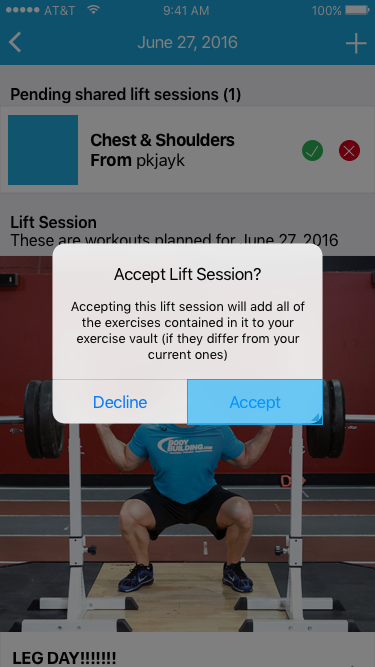 AT&T 9:41 AM 100%
June 27, 2016
Pending shared lift sessions (1)
Chest & Shoulders
From pkjayk
Lift Session
These are workouts planned for June 27, 2016
Accept Lift Session?
Accepting this lift session will add all of
the exercises contained in it to your
exercise vault (if they differ from your
current ones)
Decline Accept
BODY
BUILDING.com
LEG DAY!!!!!!!